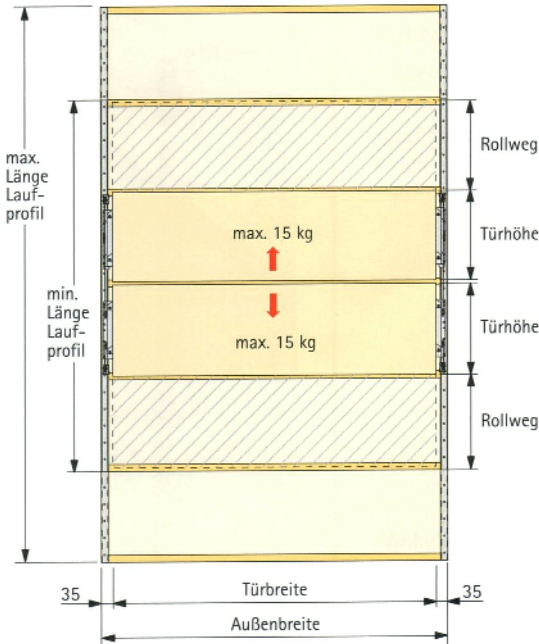 max.
Länge
Lauf-
profil
min.
Länge
Lauf-
profil
Rollweg
max. 15 kg
Türhöhe
max. 15 kg
Türhöhe
Rollweg
35
Türbreite
35
Außenbreite